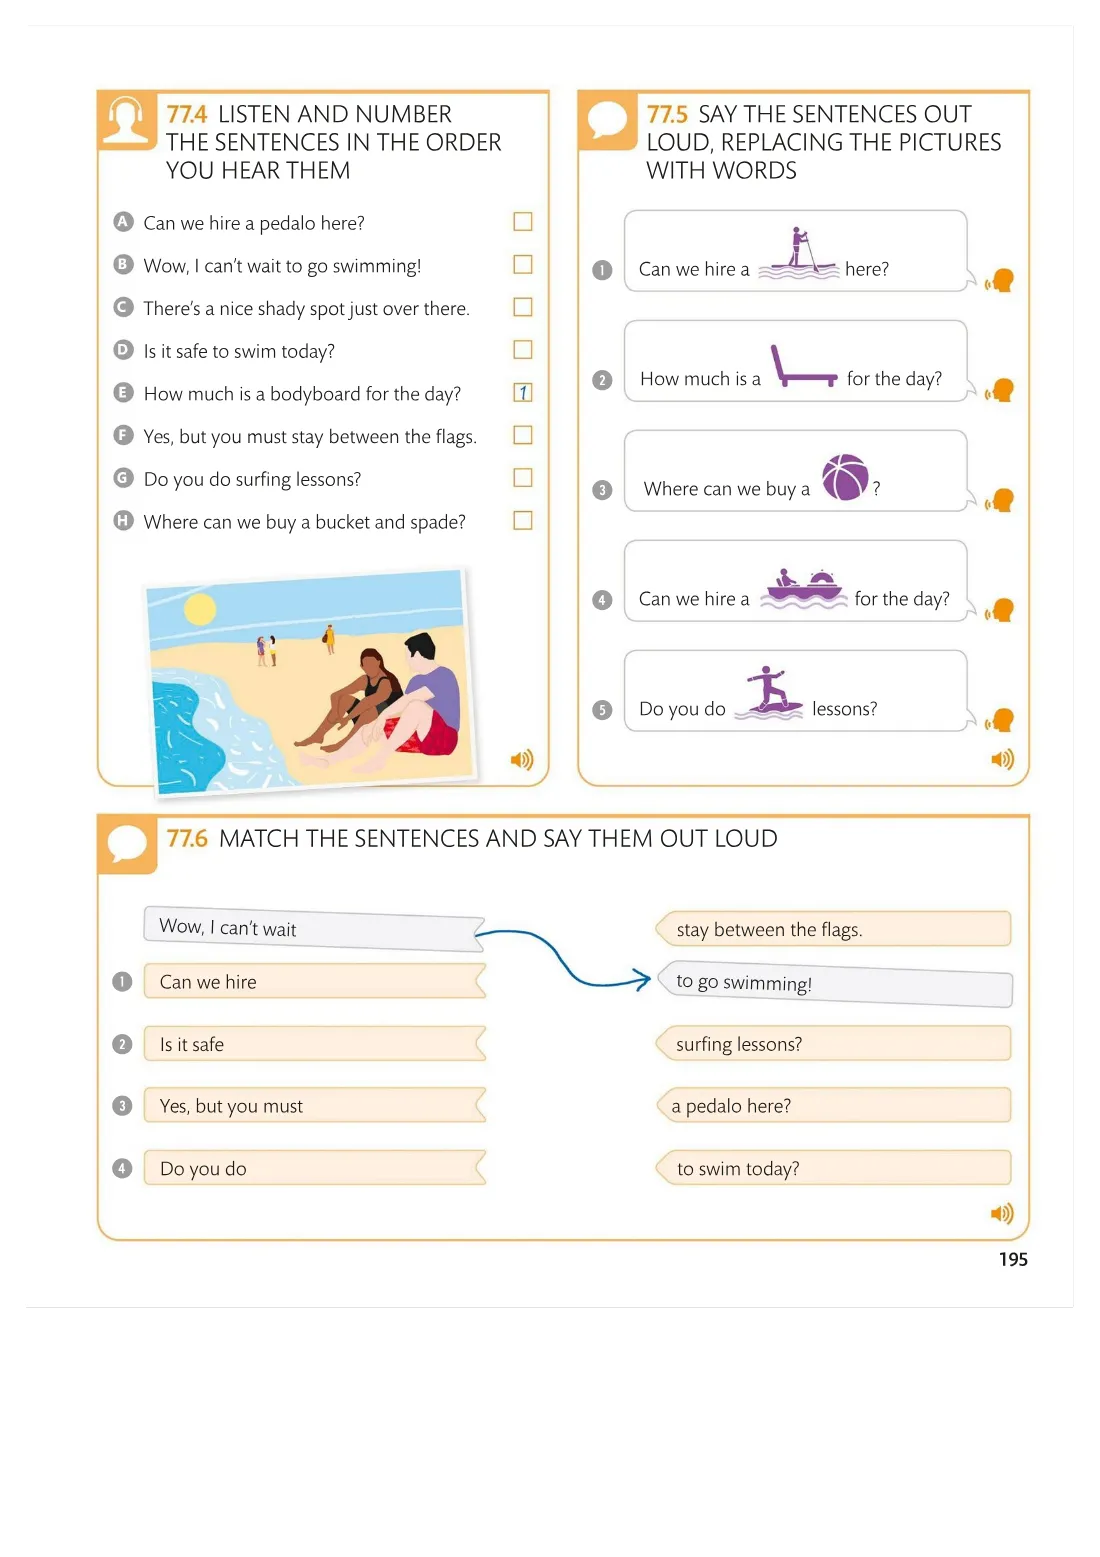 77.4 LISTEN AND NUMBER
THE SENTENCES IN THE ORDER
YOU HEAR THEM
A Can we hire a pedalo here?
B Wow, I can't wait to go swimming!
C There's a nice shady spot just over there.
D Is it safe to swim today?
E How much is a bodyboard for the day? 1
F Yes, but you must stay between the flags.
G Do you do surfing lessons?
H Where can we buy a bucket and spade?
77.5 SAY THE SENTENCES OUT
LOUD, REPLACING THE PICTURES
WITH WORDS
1 Can we hire a here?
2 How much is a for the day?
3 Where can we buy a ?
4 Can we hire a for the day?
5 Do you do lessons?
77.6 MATCH THE SENTENCES AND SAY THEM OUT LOUD
Wow, I can't wait
stay between the flags.
1 Can we hire
to go swimming!
2 Is it safe
surfing lessons?
3 Yes, but you must
a pedalo here?
4 Do you do
to swim today?
195